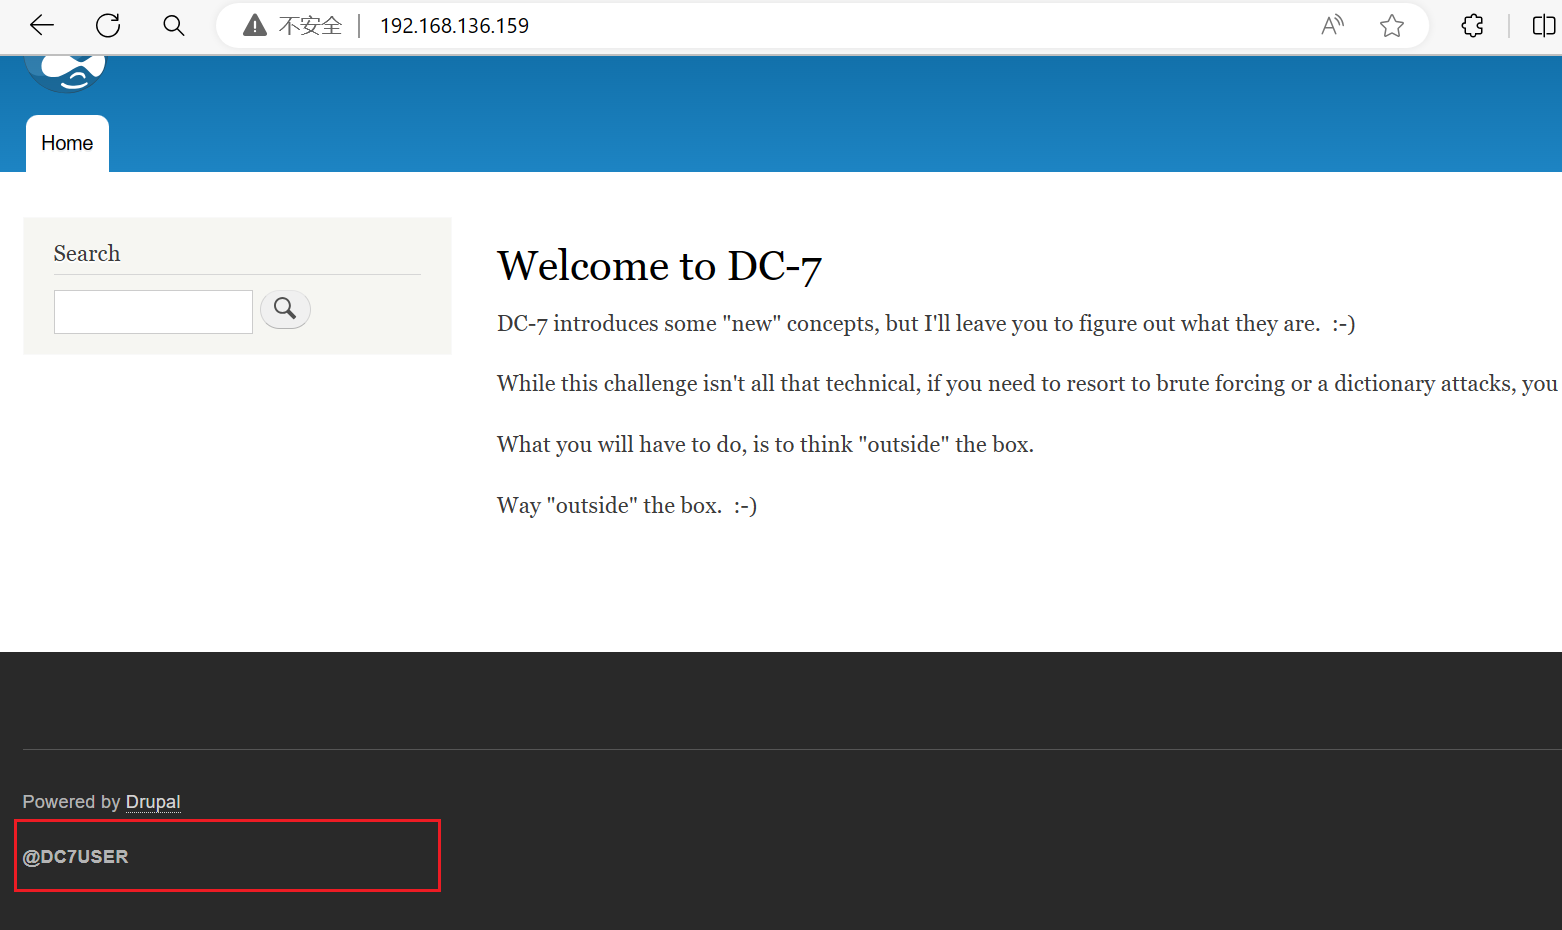 不安全 192.168.136.159
Home
Search
Welcome to DC-7
DC-7 introduces some "new" concepts, but I'll leave you to figure out what they are.  :-)
While this challenge isn't all that technical, if you need to resort to brute forcing or a dictionary attacks, you
What you will have to do, is to think "outside" the box.
Way "outside" the box.  :-)
Powered by Drupal
@DC7USER